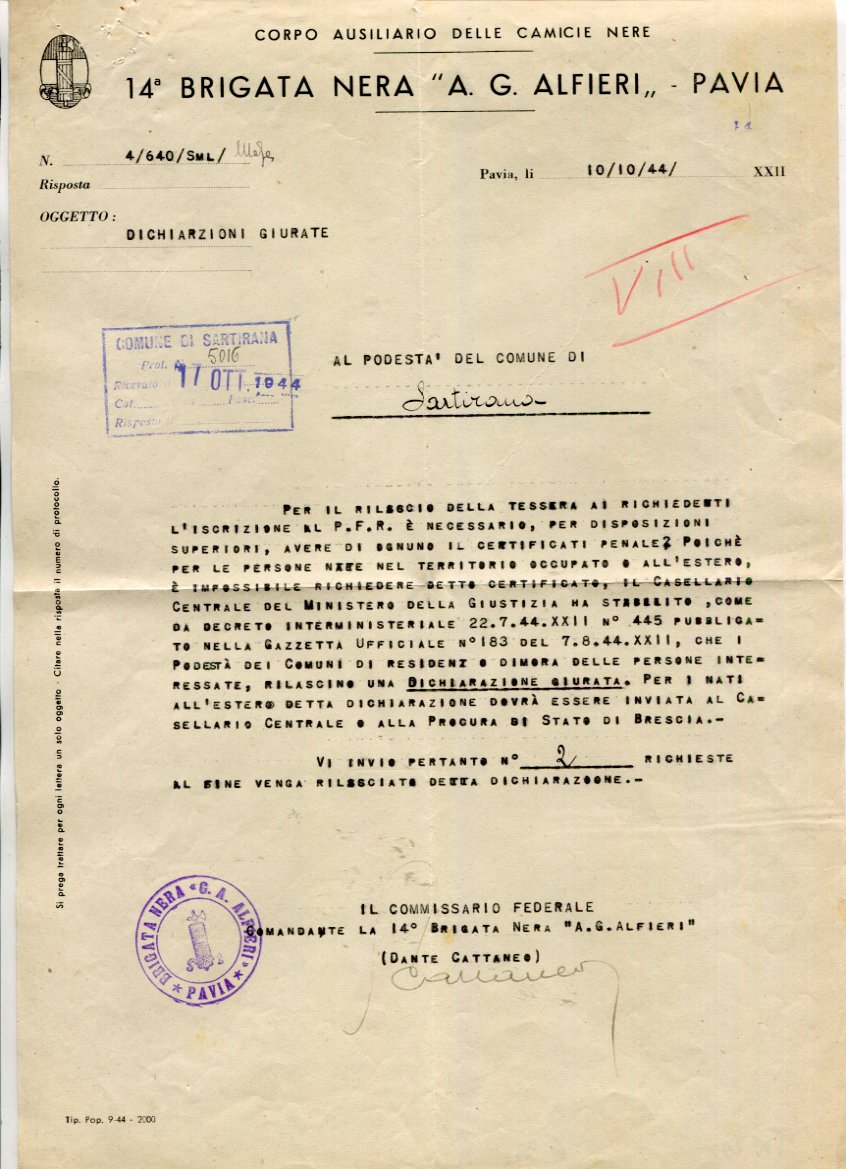 CORPO AUSILIARIO DELLE CAMICIE NERE
14ª BRIGATA NERA "A. G. ALFIERI„ - PAVIA
N. 4/640/SML/
Risposta
Pavia, li 10/10/44/ XXII
OGGETTO:
DICHIARZIONI GIURATE
VIII
COMUNE DI SARTIRANA
Prot. N. 5016
Ricevuto il 17 OTT. 1944
Cat. Fasc.
Risposto il
AL PODESTA' DEL COMUNE DI
Sartirana
PER IL RILASCIO DELLA TESSERA AI RICHIEDENTI
L'ISCRIZIONE AL P.F.R. È NECESSARIO, PER DISPOSIZIONI
SUPERIORI, AVERE DI OGNUNO IL CERTIFICATI PENALE? POICHÈ
PER LE PERSONE NATE NEL TERRITORIO OCCUPATO O ALL'ESTERO,
È IMPOSSIBILE RICHIEDERE DETTO CERTIFICATO, IL CASELLARIO
CENTRALE DEL MINISTERO DELLA GIUSTIZIA HA STABILITO ,COME
DA DECRETO INTERMINISTERIALE 22.7.44.XXII N° 445 PUBBLICA=
TO NELLA GAZZETTA UFFICIALE N°183 DEL 7.8.44.XXII, CHE I
PODESTÀ DEI COMUNI DI RESIDENZ O DIMORA DELLE PERSONE INTE=
RESSATE, RILASCINO UNA DICHIARAZIONE GIURATA. PER I NATI
ALL'ESTERO DETTA DICHIARAZIONE DOVRÀ ESSERE INVIATA AL CA=
SELLARIO CENTRALE O ALLA PROCURA DI STATO DI BRESCIA.-
VI INVIO PERTANTO N° 2 RICHIESTE
AL FINE VENGA RILASCIATO DETTA DICHIARAZOONE.-
Si prega trattare per ogni lettera un solo oggetto - Citare nella risposta il numero di protocollo.
IL COMMISSARIO FEDERALE
COMANDANTE LA 14° BRIGATA NERA "A.G.ALFIERI"
(DANTE CATTANEO)
Cattaneo
BRIGATA NERA «G. A. ALFIERI»
★ PAVIA ★
Tip. Pop. 9-44 - 2000